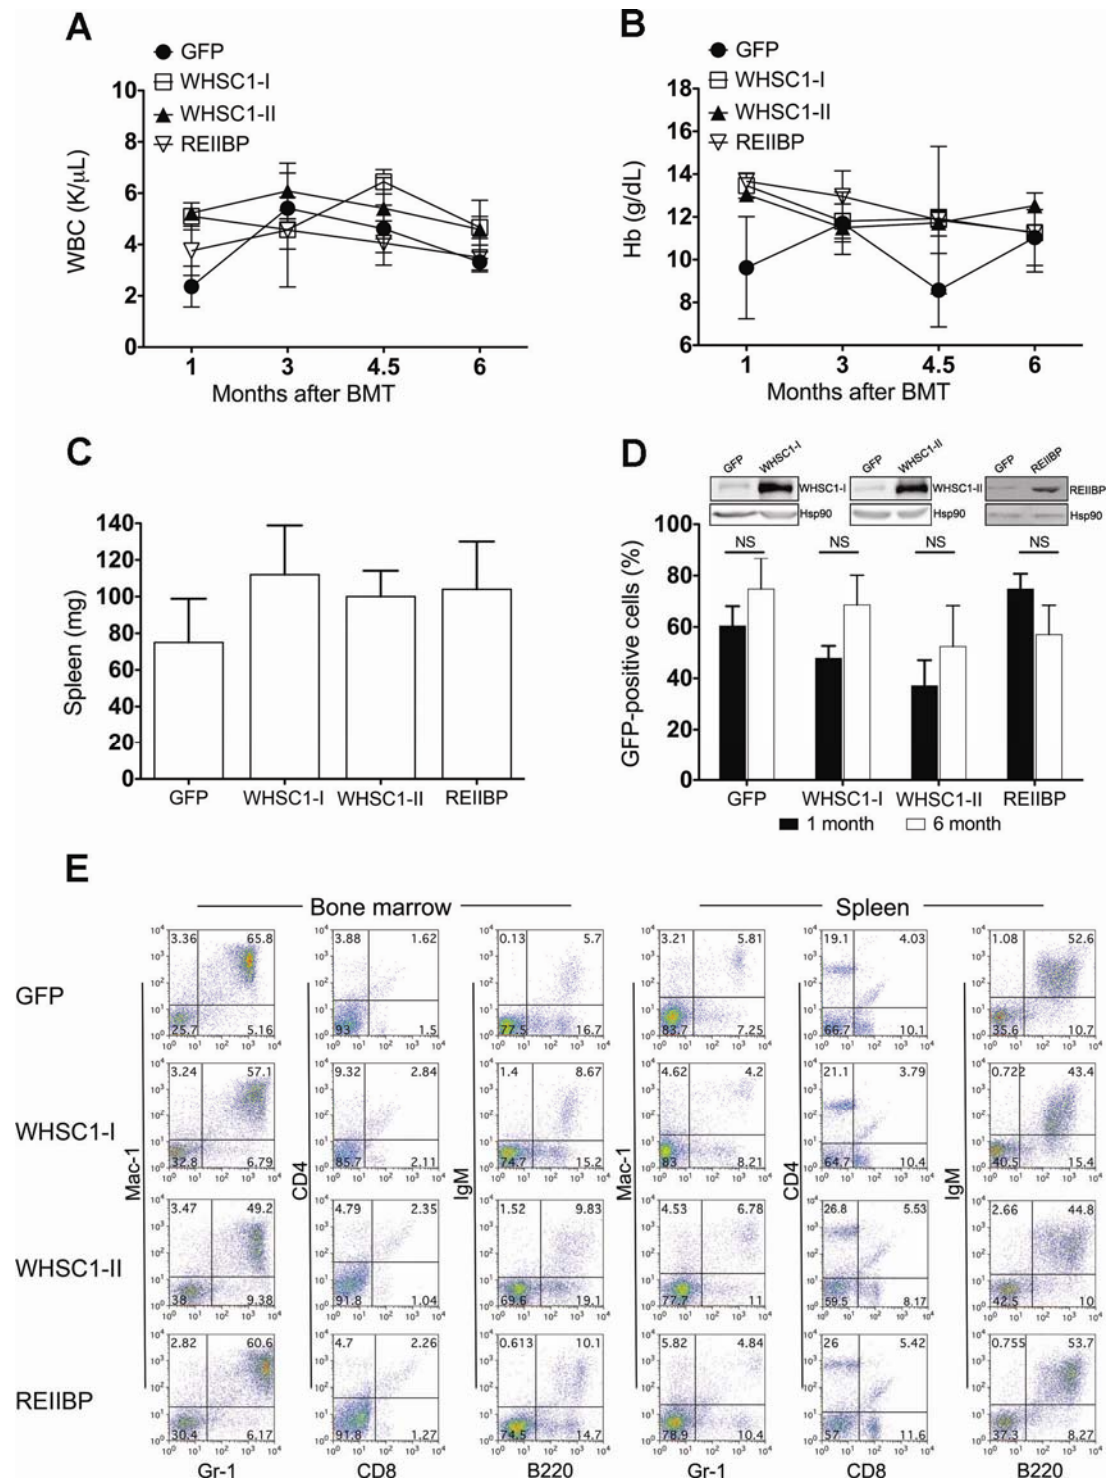 A
GFP
WHSC1-I
WHSC1-II
REIIBP
WBC (K/μL)
10
8
6
4
2
0
1 3 4.5 6
Months after BMT
B
GFP
WHSC1-I
WHSC1-II
REIIBP
Hb (g/dL)
18
16
14
12
10
8
6
1 3 4.5 6
Months after BMT
C
Spleen (mg)
140
120
100
80
60
40
20
0
GFP WHSC1-I WHSC1-II REIIBP
D
GFP WHSC1-I
WHSC1-I
Hsp90
GFP WHSC1-II
WHSC1-II
Hsp90
GFP REIIBP
REIIBP
Hsp90
GFP-positive cells (%)
100
80
60
40
20
0
NS NS NS NS
GFP WHSC1-I WHSC1-II REIIBP
1 month 6 month
E
Bone marrow Spleen
GFP
3.36 65.8 3.88 1.62 0.13 5.7 3.21 5.81 19.1 4.03 1.08 52.6
25.7 5.16 93 1.5 77.5 16.7 83.7 7.25 66.7 10.1 35.6 10.7
WHSC1-I
3.24 57.1 9.32 2.84 1.4 8.67 4.62 4.2 21.1 3.79 0.722 43.4
32.8 6.79 85.7 2.11 74.7 15.2 83 8.21 64.7 10.4 40.5 15.4
Mac-1 CD4 IgM Mac-1 CD4 IgM
WHSC1-II
3.47 49.2 4.79 2.35 1.52 9.83 4.53 6.78 26.8 5.53 2.66 44.8
38 9.38 91.8 1.04 69.6 19.1 77.7 11 59.5 8.17 42.5 10
REIIBP
2.82 60.6 4.7 2.26 0.613 10.1 5.82 4.84 26 5.42 0.755 53.7
30.4 6.17 91.8 1.27 74.5 14.7 78.9 10.4 57 11.6 37.3 8.27
Gr-1 CD8 B220 Gr-1 CD8 B220